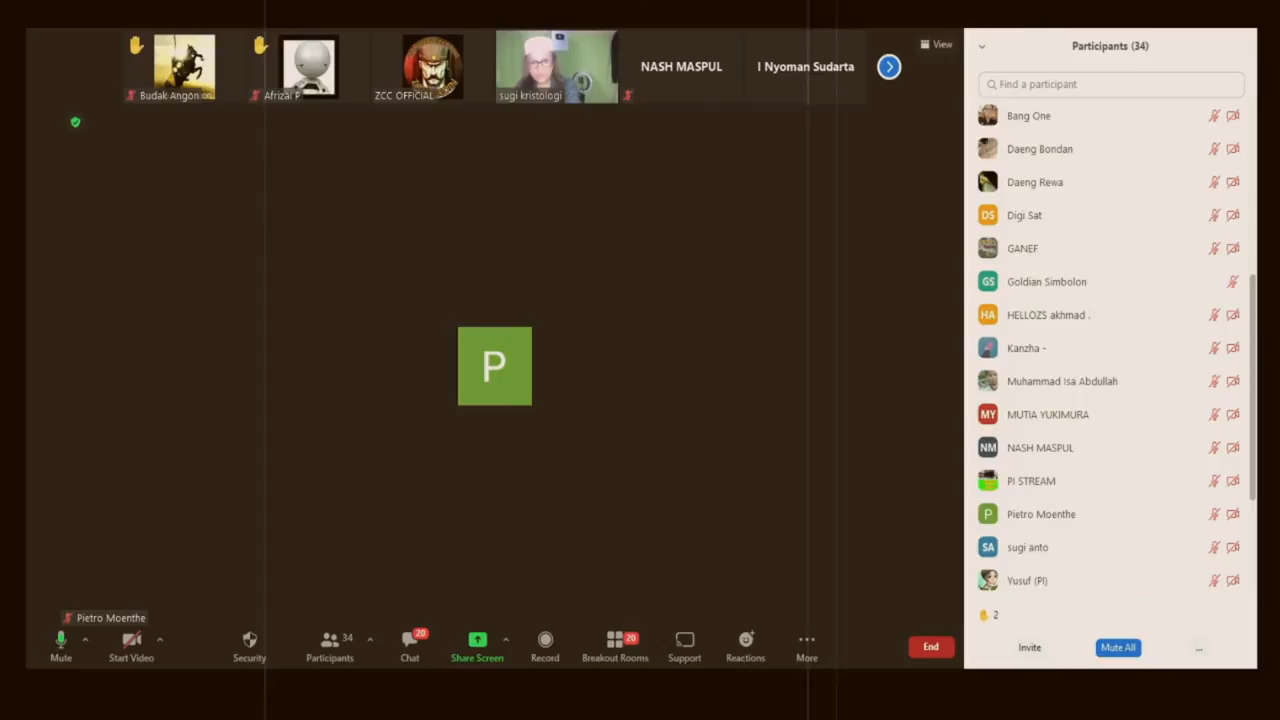 View
Budak Angon
Afrizal P
ZCC OFFICIAL
sugi kristologi
NASH MASPUL
I Nyoman Sudarta
P
Pietro Moenthe
Mute
Start Video
Security
34
Participants
20
Chat
Share Screen
Record
20
Breakout Rooms
Support
Reactions
More
End
Participants (34)
Find a participant
Bang One
Daeng Bondan
Daeng Rewa
DS Digi Sat
GANEF
GS Goldian Simbolon
HA HELLOZS akhmad .
Kanzha -
Muhammad Isa Abdullah
MY MUTIA YUKIMURA
NM NASH MASPUL
PI STREAM
P Pietro Moenthe
SA sugi anto
Yusuf (PI)
2
Invite
Mute All
...